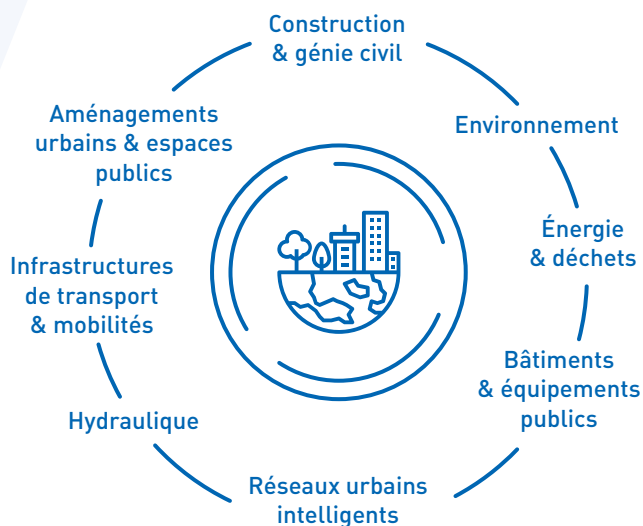 Construction
& génie civil
Environnement
Énergie
& déchets
Bâtiments
& équipements
publics
Réseaux urbains
intelligents
Hydraulique
Infrastructures
de transport
& mobilités
Aménagements
urbains & espaces
publics